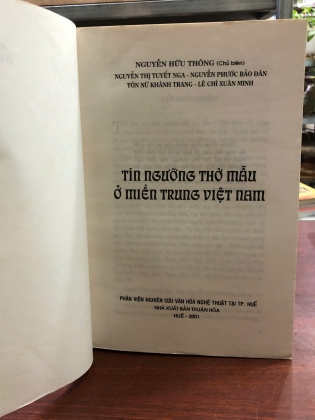 NGUYỄN HỮU THÔNG (Chủ biên)
NGUYỄN THỊ TUYẾT NGA - NGUYỄN PHƯỚC BẢO ĐÀN
TÔN NỮ KHÁNH TRANG - LÊ CHÍ XUÂN MINH
TÍN NGƯỠNG THỜ MẪU
Ở MIỀN TRUNG VIỆT NAM
PHÂN VIỆN NGHIÊN CỨU VĂN HÓA NGHỆ THUẬT TẠI TP. HUẾ
NHÀ XUẤT BẢN THUẬN HÓA
HUẾ - 2001